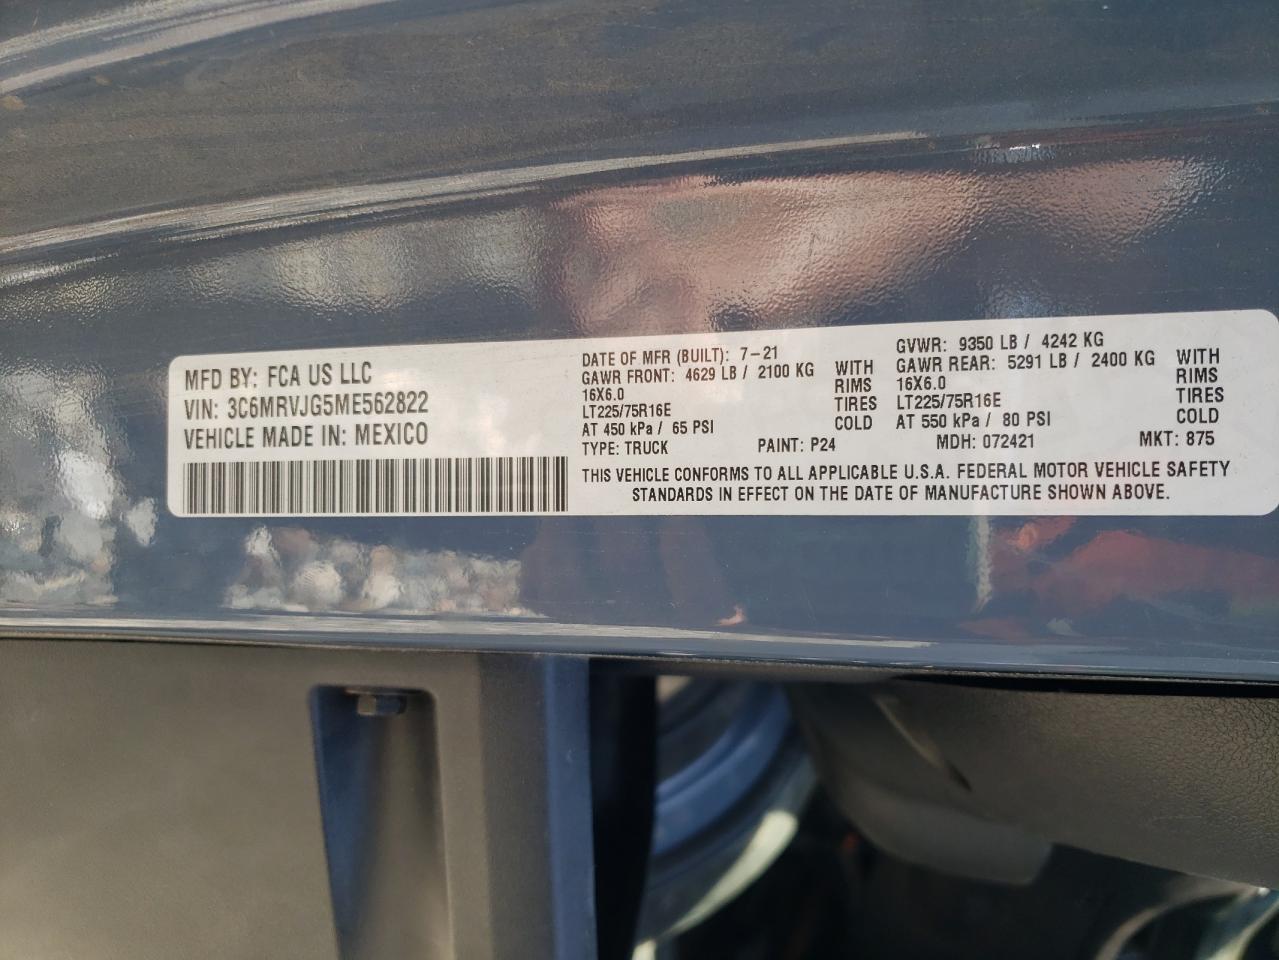 MFD BY: FCA US LLC
VIN: 3C6MRVJG5ME562822
VEHICLE MADE IN: MEXICO
DATE OF MFR (BUILT): 7-21
GAWR FRONT: 4629 LB / 2100 KG WITH
16X6.0 RIMS
LT225/75R16E TIRES
AT 450 kPa / 65 PSI COLD
GVWR: 9350 LB / 4242 KG
GAWR REAR: 5291 LB / 2400 KG WITH
16X6.0 RIMS
LT225/75R16E TIRES
AT 550 kPa / 80 PSI COLD
TYPE: TRUCK PAINT: P24 MDH: 072421 MKT: 875
THIS VEHICLE CONFORMS TO ALL APPLICABLE U.S.A. FEDERAL MOTOR VEHICLE SAFETY
STANDARDS IN EFFECT ON THE DATE OF MANUFACTURE SHOWN ABOVE.